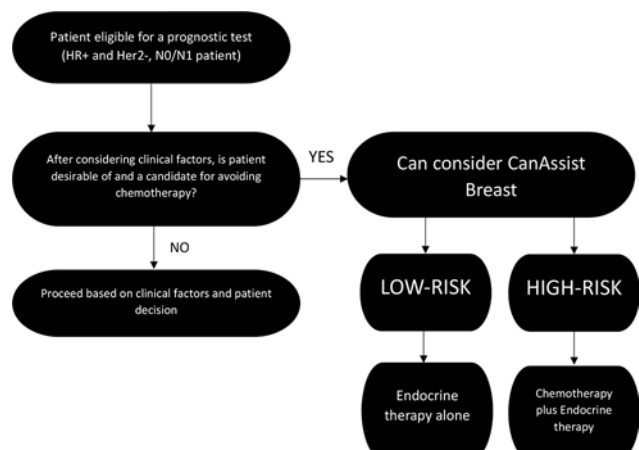 Patient eligible for a prognostic test
(HR+ and Her2-, N0/N1 patient)
After considering clinical factors, is patient
desirable of and a candidate for avoiding
chemotherapy?
YES
Can consider CanAssist
Breast
NO
Proceed based on clinical factors and patient
decision
LOW-RISK
HIGH-RISK
Endocrine
therapy alone
Chemotherapy
plus Endocrine
therapy